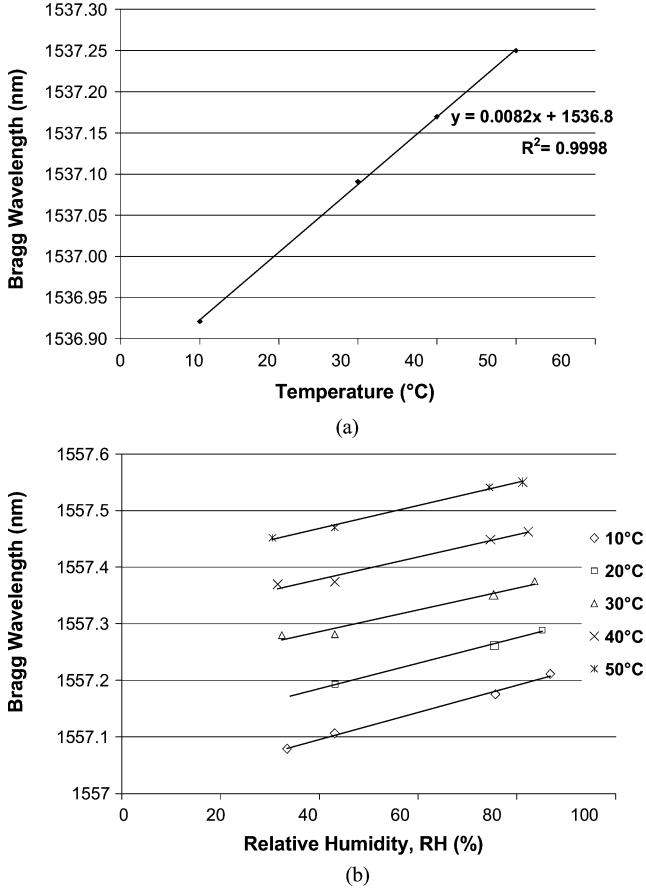 1537.30
1537.25
1537.20
1537.15
1537.10
1537.05
1537.00
1536.95
1536.90
Bragg Wavelength (nm)
y = 0.0082x + 1536.8
R²= 0.9998
0 10 20 30 40 50 60
Temperature (°C)
(a)
1557.6
1557.5
1557.4
1557.3
1557.2
1557.1
1557
Bragg Wavelength (nm)
10°C
20°C
30°C
40°C
50°C
0 20 40 60 80 100
Relative Humidity, RH (%)
(b)